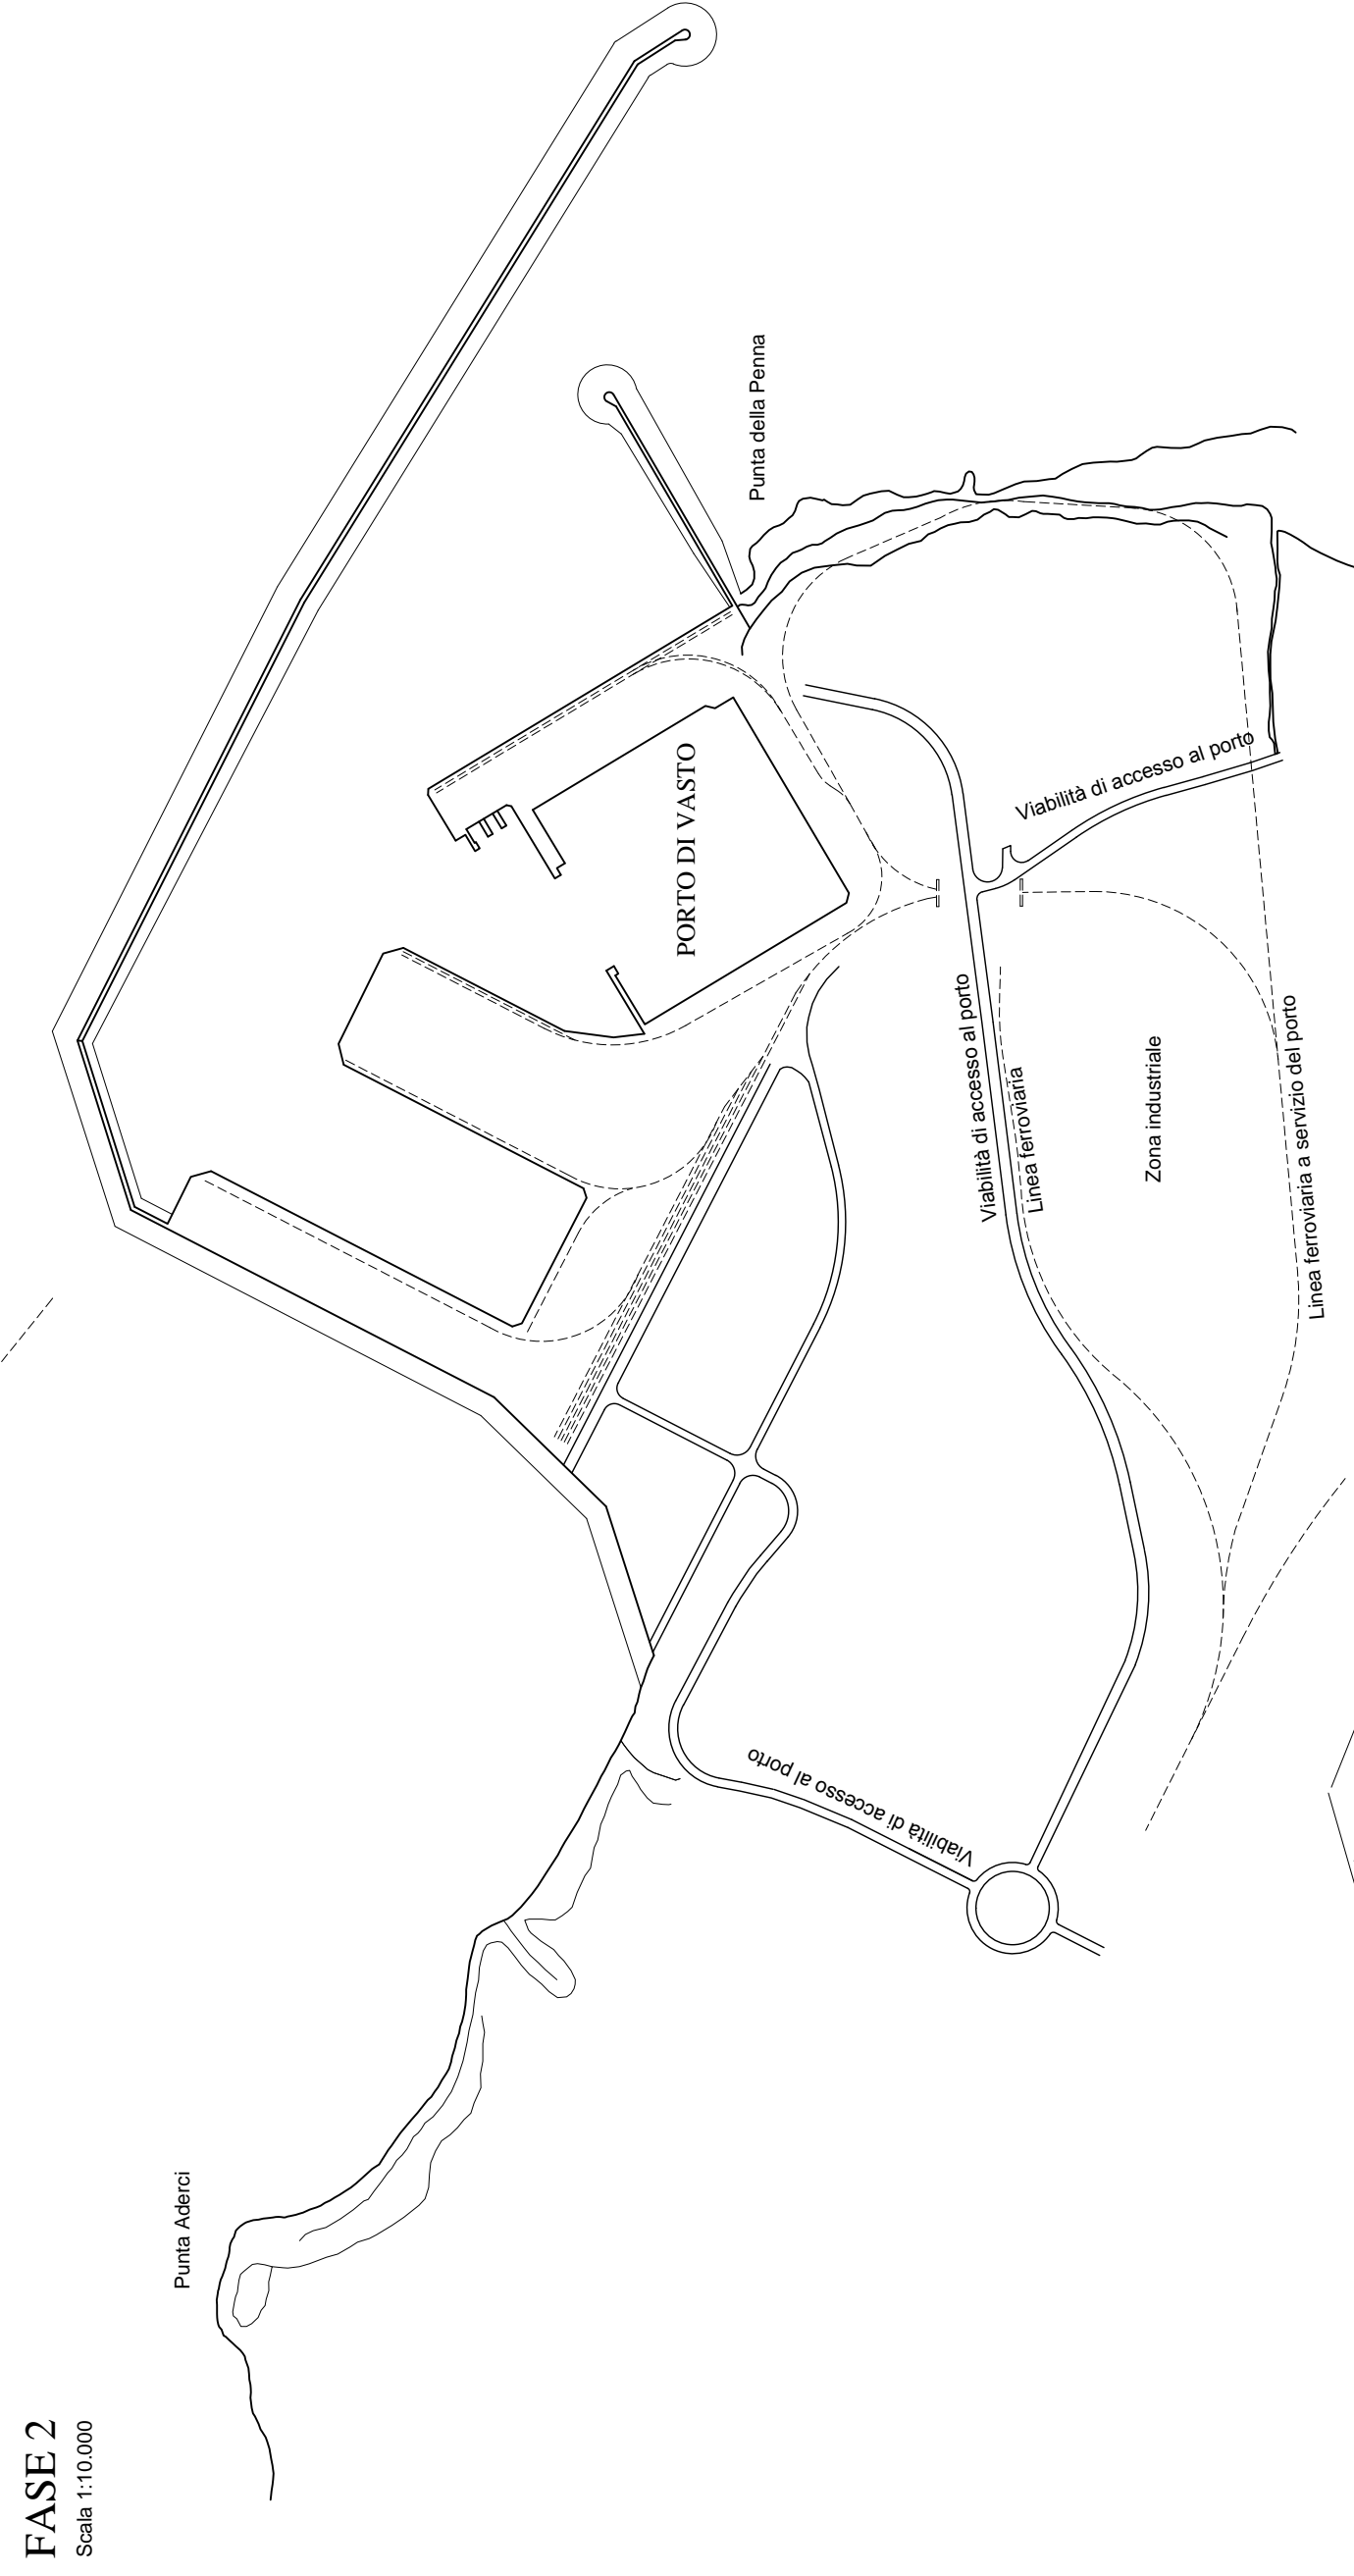 FASE 2
Scala 1:10.000
Punta Aderci
PORTO DI VASTO
Punta della Penna
Viabilità di accesso al porto
Viabilità di accesso al porto
Linea ferroviaria
Viabilità di accesso al porto
Zona industriale
Linea ferroviaria a servizio del porto